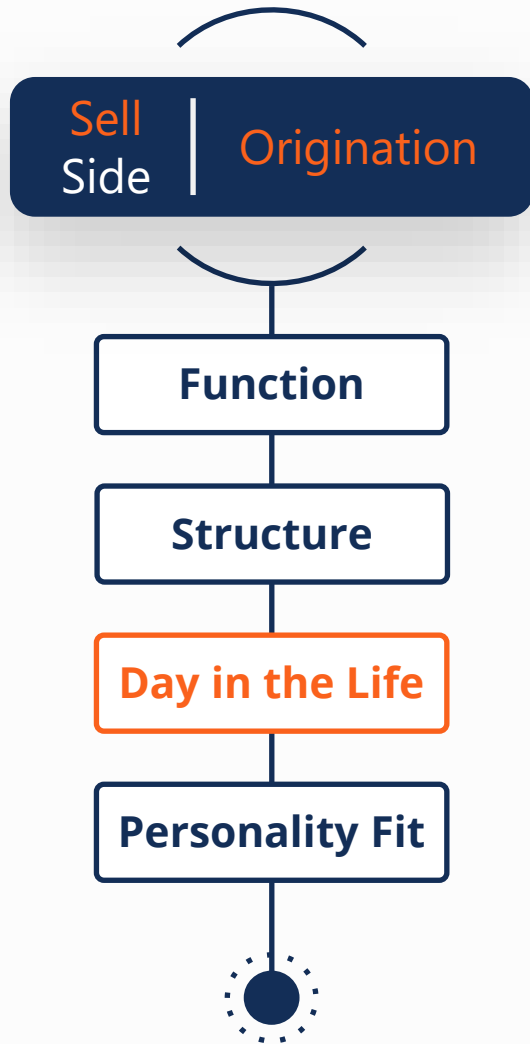 Sell
Side
Origination
Function
Structure
Day in the Life
Personality Fit